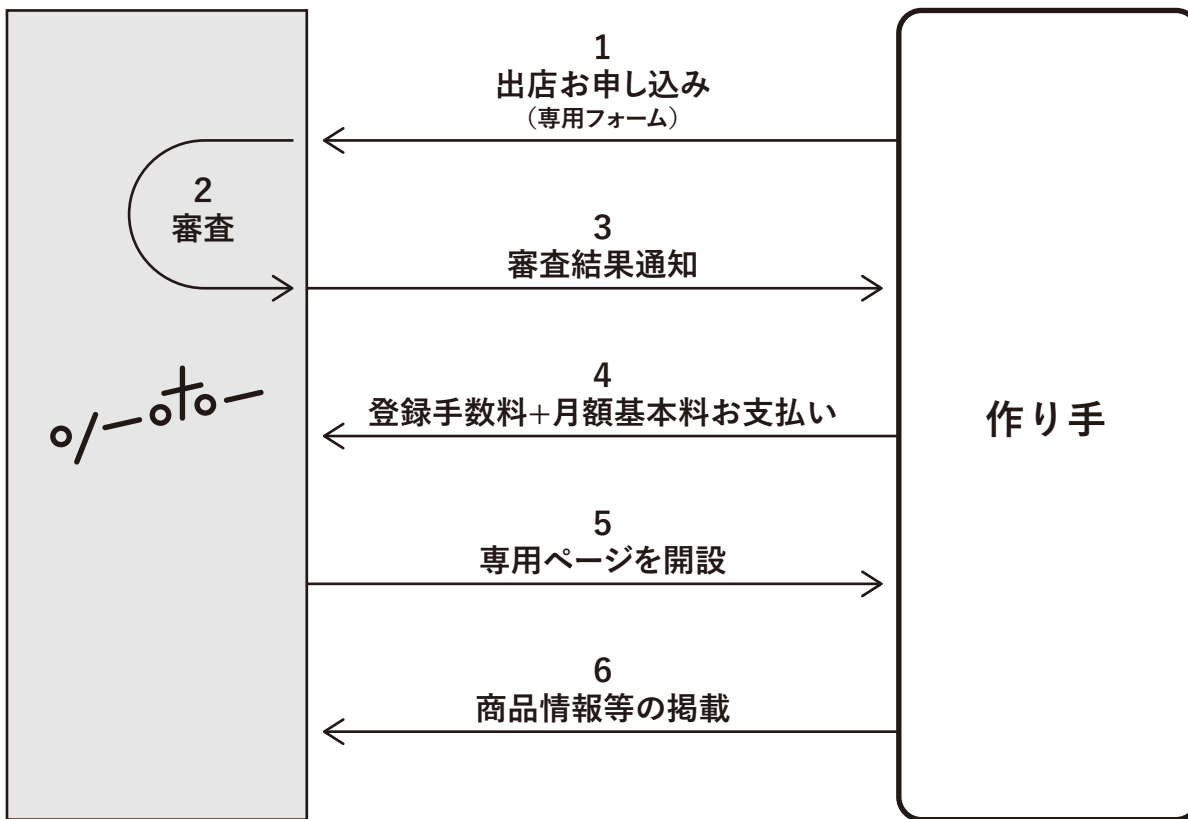 1
出店お申し込み
（専用フォーム）
2
審査
3
審査結果通知
4
登録手数料+月額基本料お支払い
作り手
5
専用ページを開設
6
商品情報等の掲載